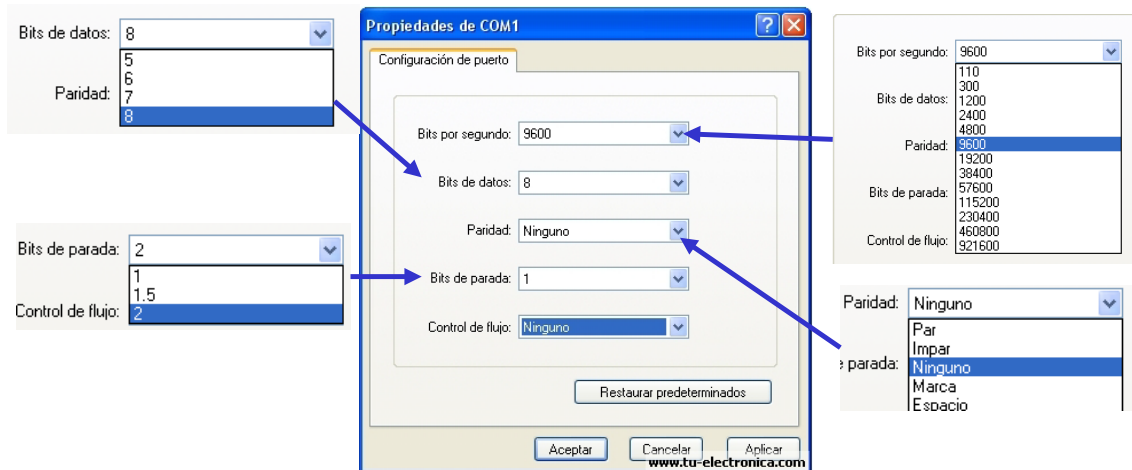 Bits de datos: 8
5
6
Paridad: 7
8
Bits de parada: 2
1
1.5
Control de flujo: 2
Propiedades de COM1
Configuración de puerto
Bits por segundo: 9600
Bits de datos: 8
Paridad: Ninguno
Bits de parada: 1
Control de flujo: Ninguno
Restaurar predeterminados
Aceptar Cancelar Aplicar
www.tu-electronica.com
Bits por segundo: 9600
110
300
Bits de datos: 1200
2400
4800
Paridad: 9600
19200
38400
Bits de parada: 57600
115200
230400
Control de flujo: 460800
921600
Paridad: Ninguno
Par
Impar
e parada: Ninguno
Marca
Espacio